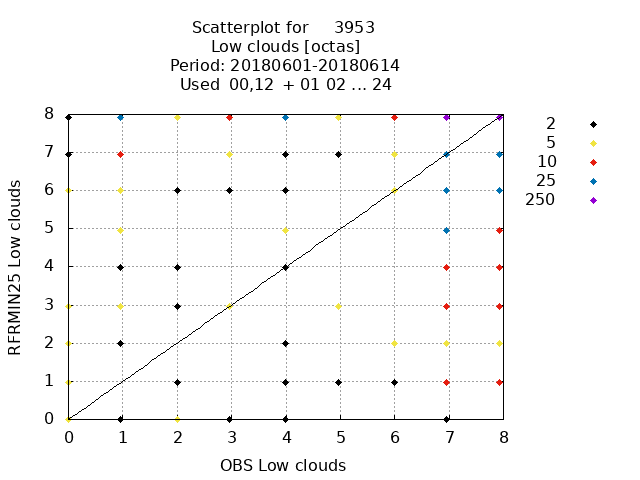 Scatterplot for 3953
Low clouds [octas]
Period: 20180601-20180614
Used 00,12 + 01 02 ... 24
8
7
6
5
4
3
2
1
0
RFRMIN25 Low clouds
0 1 2 3 4 5 6 7 8
OBS Low clouds
2
5
10
25
250